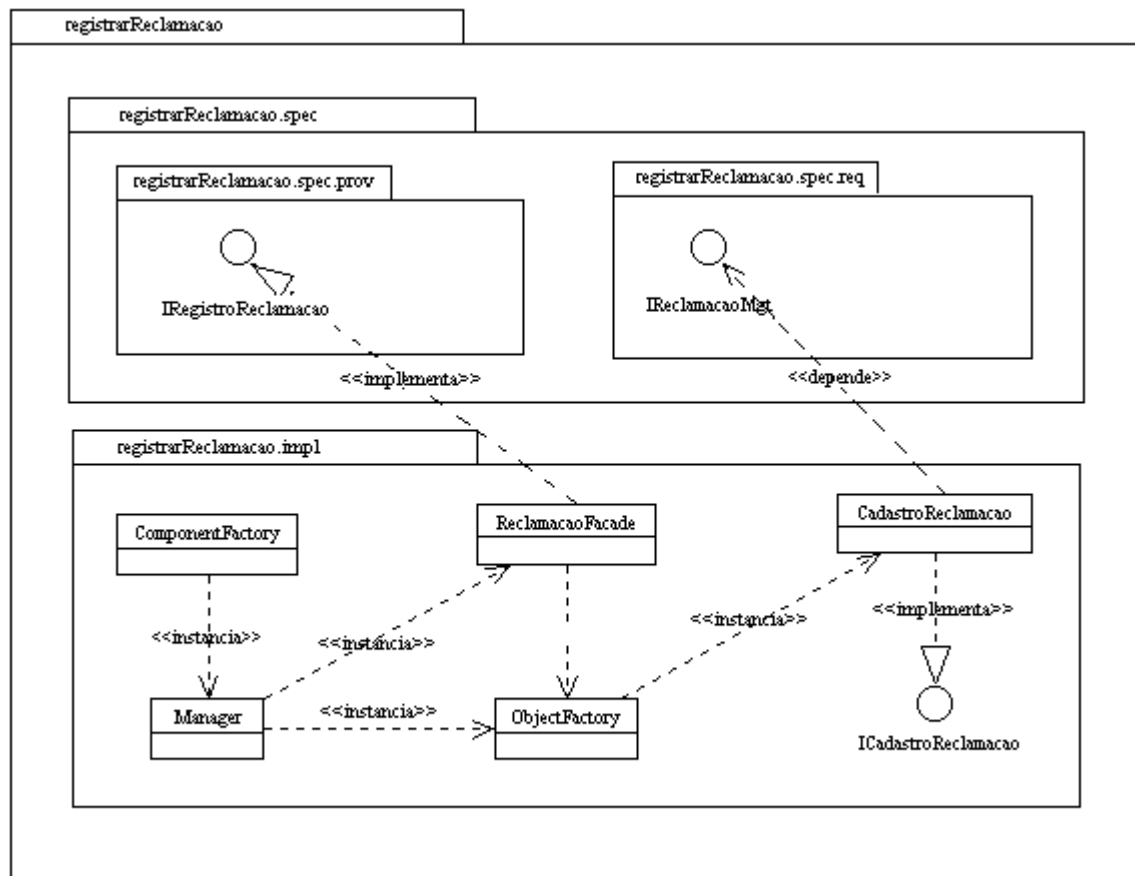 registrarReclamacao
registrarReclamacao.spec
registrarReclamacao.spec.prov
registrarReclamacao.spec.req
IRegistroReclamacao
IReclamacaoMgt
<<implementa>>
<<depende>>
registrarReclamacao.impl
ComponentFactory
ReclamacaoFacade
CadastroReclamacao
<<instancia>>
<<instancia>>
<<instancia>>
<<implementa>>
Manager
<<instancia>>
ObjectFactory
ICadastroReclamacao